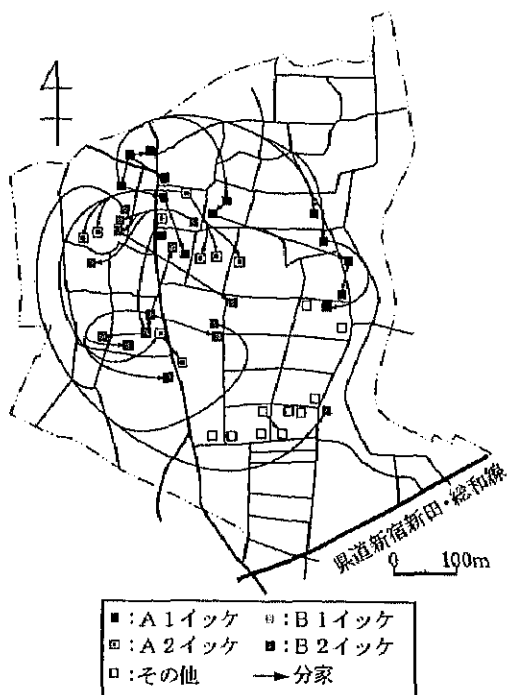 県道新宿新田・総和線
0 100m
■:A1イッケ ▣:B1イッケ
▣:A2イッケ ▣:B2イッケ
□:その他 →分家